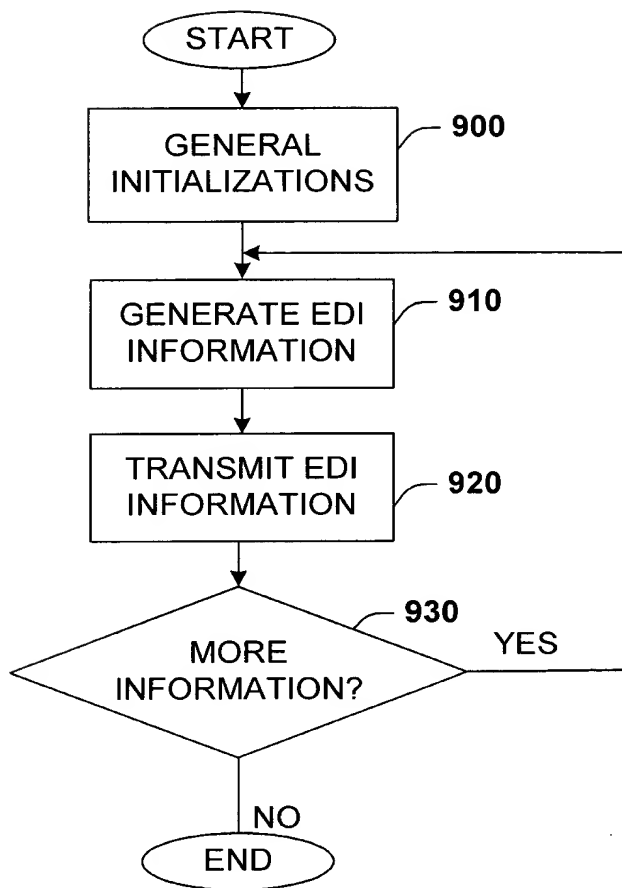 START
GENERAL
INITIALIZATIONS
900
GENERATE EDI
INFORMATION
910
TRANSMIT EDI
INFORMATION
920
930
MORE
INFORMATION?
YES
NO
END